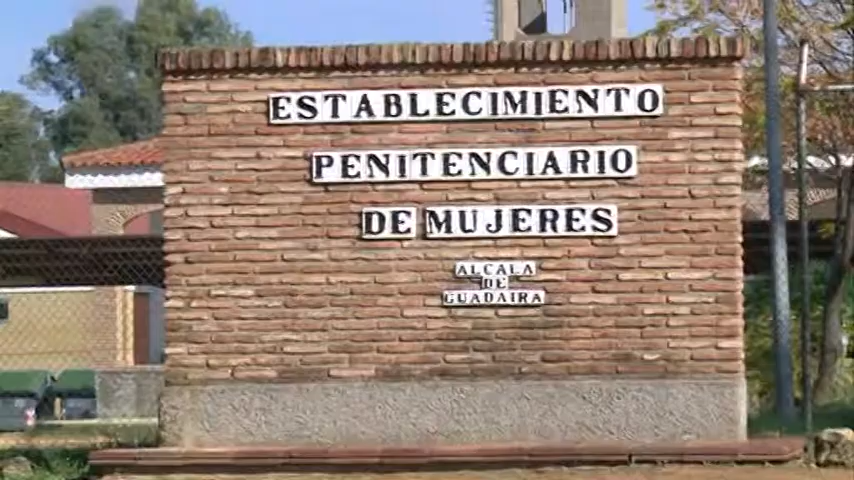 ESTABLECIMIENTO
PENITENCIARIO
DE MUJERES
ALCALA
DE
GUADAIRA